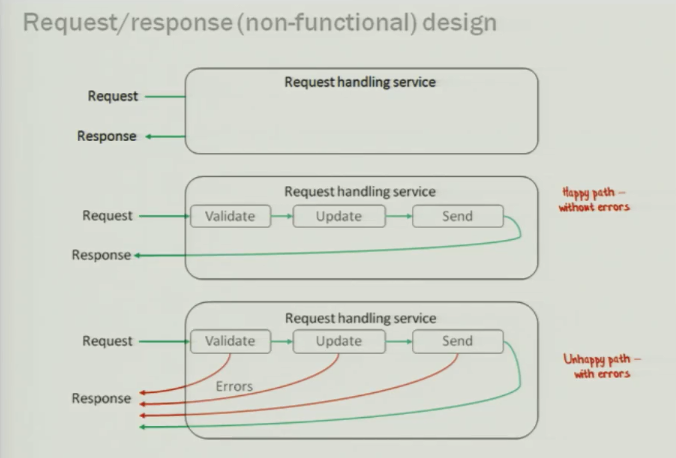 Request/response (non-functional) design
Request handling service
Request
Response
Request handling service
Happy path –
without errors
Request
Validate
Update
Send
Response
Request handling service
Request
Validate
Update
Send
Unhappy path –
with errors
Errors
Response